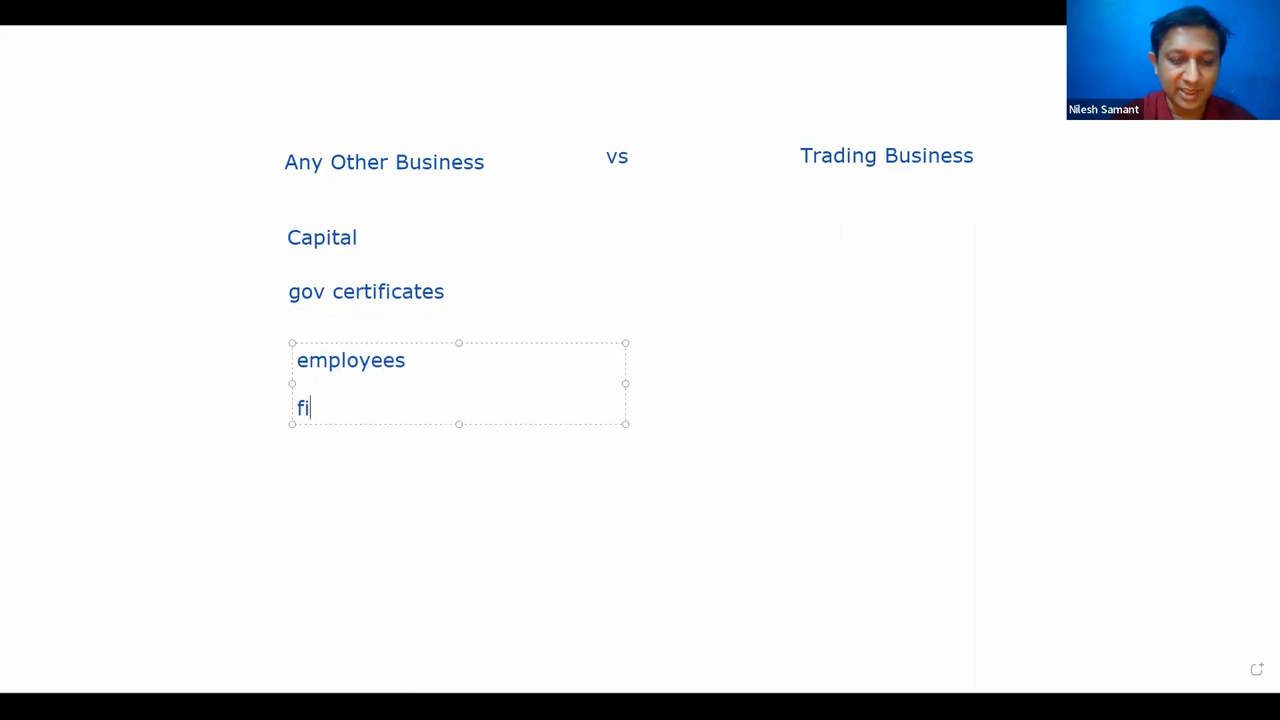 Nilesh Samant
Any Other Business vs Trading Business
Capital
gov certificates
employees
fi